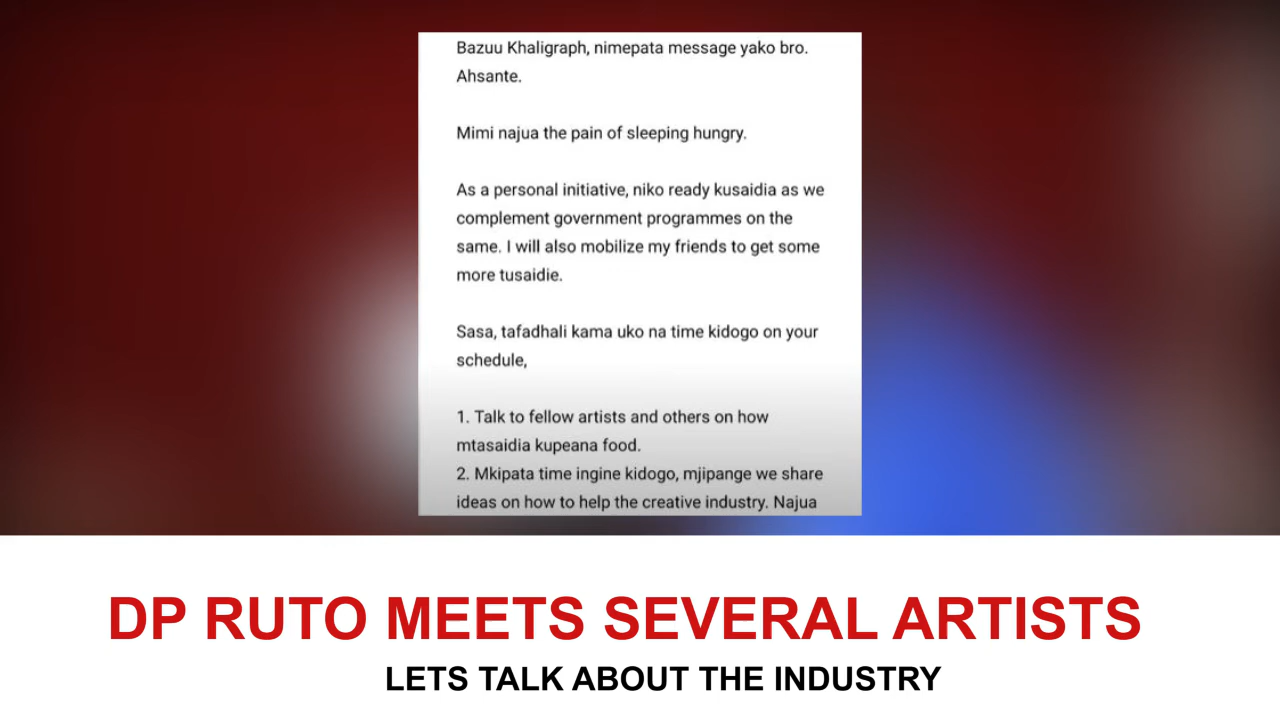 Bazuu Khaligraph, nimepata message yako bro.
Ahsante.
Mimi najua the pain of sleeping hungry.
As a personal initiative, niko ready kusaidia as we
complement government programmes on the
same. I will also mobilize my friends to get some
more tusaidie.
Sasa, tafadhali kama uko na time kidogo on your
schedule,
1. Talk to fellow artists and others on how
mtasaidia kupeana food.
2. Mkipata time ingine kidogo, mjipange we share
ideas on how to help the creative industry. Najua
DP RUTO MEETS SEVERAL ARTISTS
LETS TALK ABOUT THE INDUSTRY